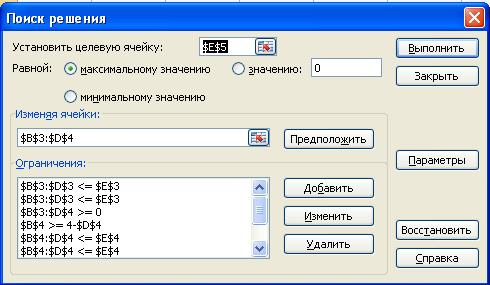 Поиск решения
Установить целевую ячейку: $E$5 Выполнить
Равной: максимальному значению значению: 0 Закрыть
минимальному значению
Изменяя ячейки:
$B$3:$D$4 Предположить
Ограничения: Параметры
$B$3:$D$3 <= $E$3 Добавить
$B$3:$D$3 <= $E$3
$B$3:$D$4 >= 0 Изменить
$B$4 >= 4-$D$4 Восстановить
$B$4:$D$4 <= $E$4 Удалить
$B$4:$D$4 <= $E$4 Справка